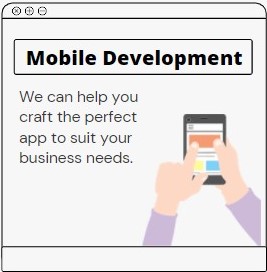 Mobile Development
We can help you
craft the perfect
app to suit your
business needs.